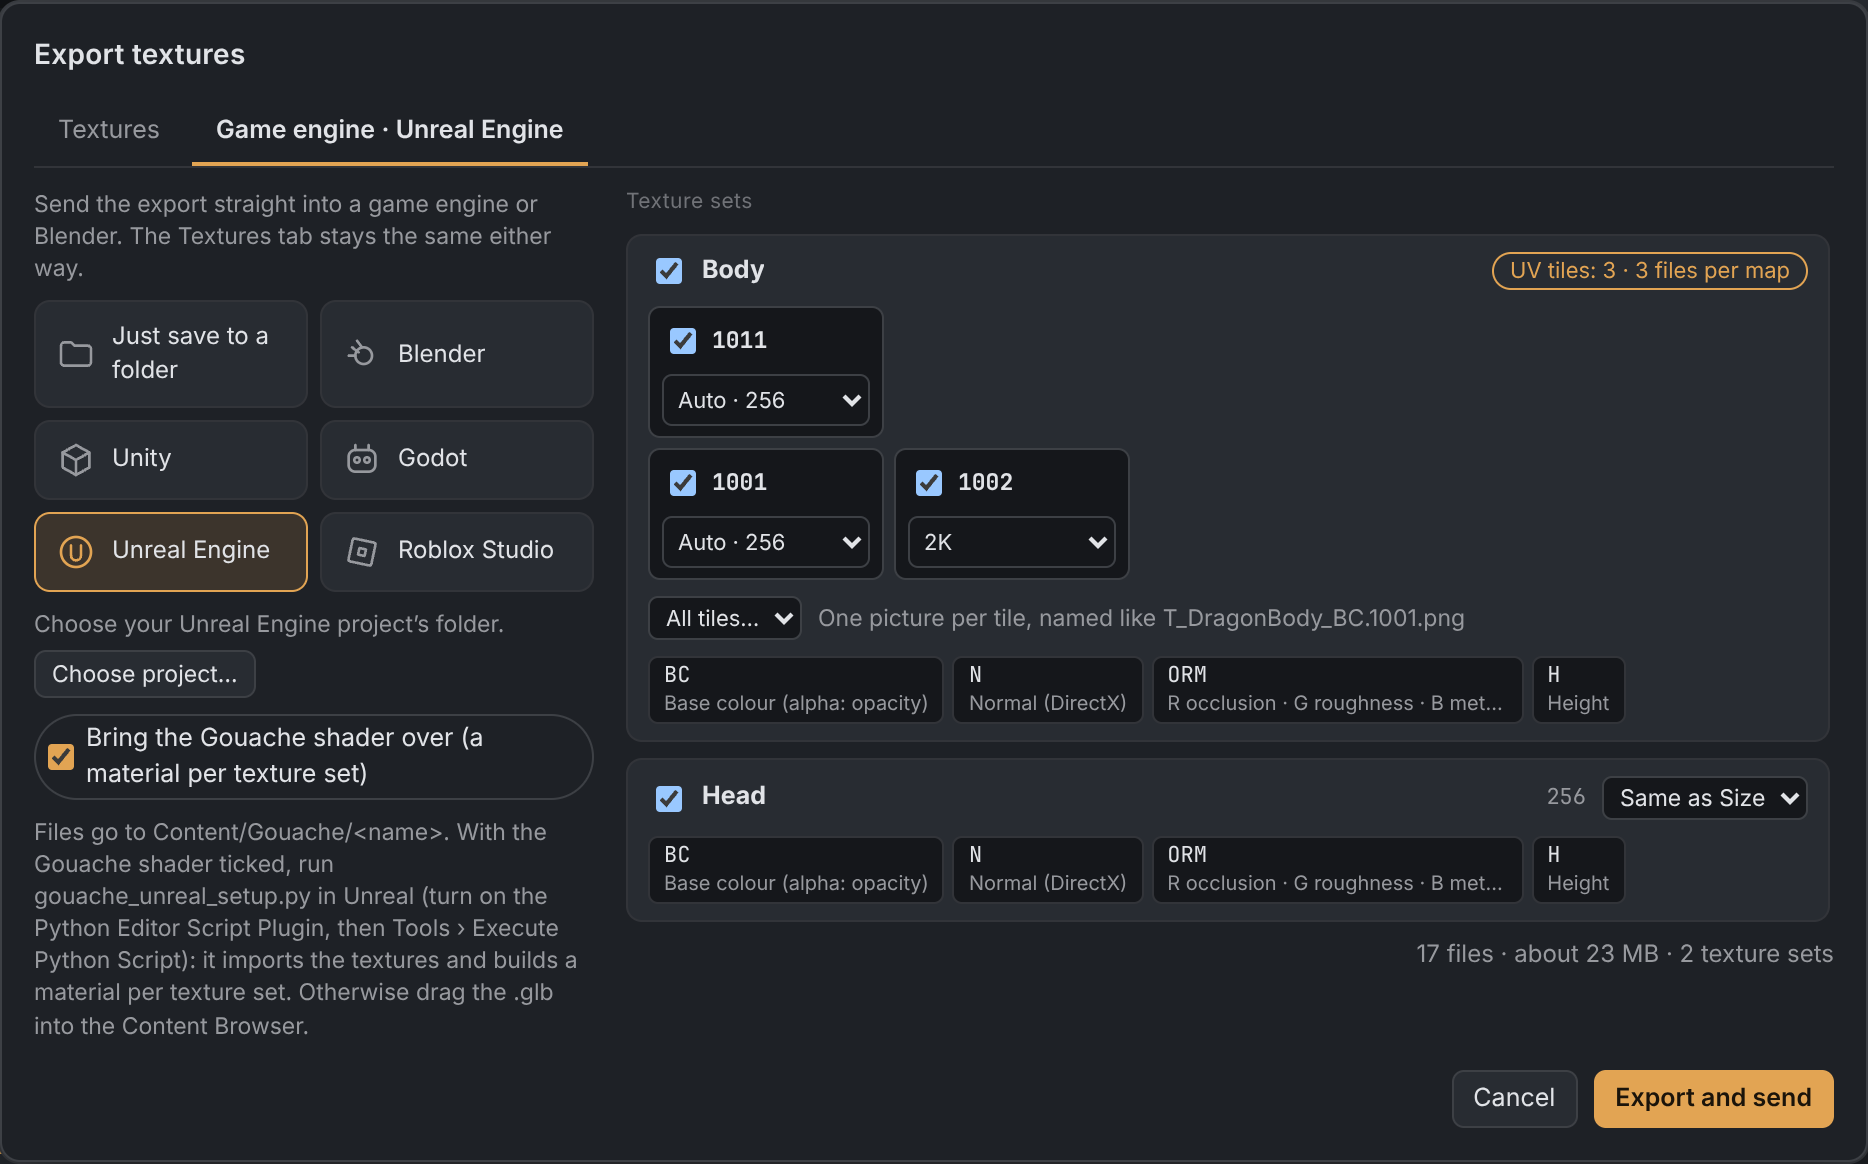 Export textures
Textures
Game engine · Unreal Engine
Send the export straight into a game engine or
Blender. The Textures tab stays the same either
way.
Just save to a
folder
Blender
Unity
Godot
Unreal Engine
Roblox Studio
Choose your Unreal Engine project’s folder.
Choose project...
Bring the Gouache shader over (a
material per texture set)
Files go to Content/Gouache/<name>. With the
Gouache shader ticked, run
gouache_unreal_setup.py in Unreal (turn on the
Python Editor Script Plugin, then Tools › Execute
Python Script): it imports the textures and builds a
material per texture set. Otherwise drag the .glb
into the Content Browser.
Texture sets
Body
UV tiles: 3 · 3 files per map
1011
Auto · 256
1001
Auto · 256
1002
2K
All tiles...
One picture per tile, named like T_DragonBody_BC.1001.png
BC
Base colour (alpha: opacity)
N
Normal (DirectX)
ORM
R occlusion · G roughness · B met...
H
Height
Head
256
Same as Size
BC
Base colour (alpha: opacity)
N
Normal (DirectX)
ORM
R occlusion · G roughness · B met...
H
Height
17 files · about 23 MB · 2 texture sets
Cancel
Export and send